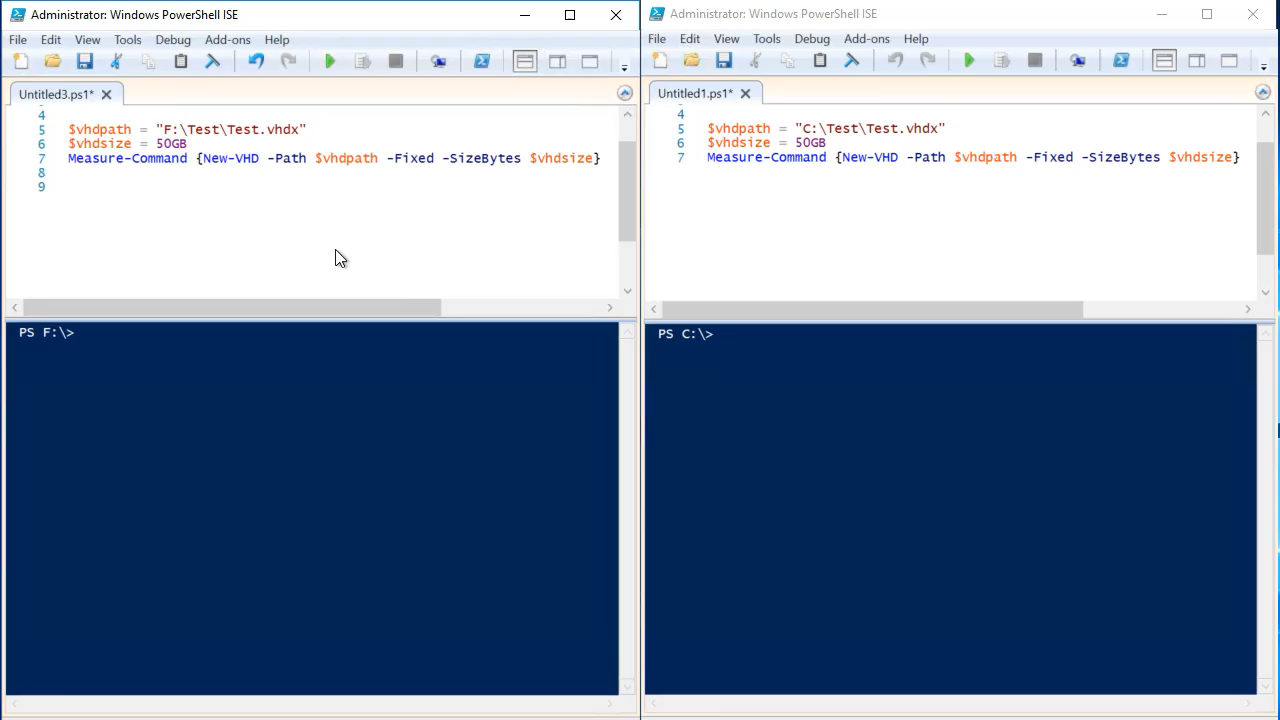 Administrator: Windows PowerShell ISE
File Edit View Tools Debug Add-ons Help
Untitled3.ps1*
4
5 $vhdpath = "F:\Test\Test.vhdx"
6 $vhdsize = 50GB
7 Measure-Command {New-VHD -Path $vhdpath -Fixed -SizeBytes $vhdsize}
8
9
PS F:\>
Administrator: Windows PowerShell ISE
File Edit View Tools Debug Add-ons Help
Untitled1.ps1*
4
5 $vhdpath = "C:\Test\Test.vhdx"
6 $vhdsize = 50GB
7 Measure-Command {New-VHD -Path $vhdpath -Fixed -SizeBytes $vhdsize}
PS C:\>